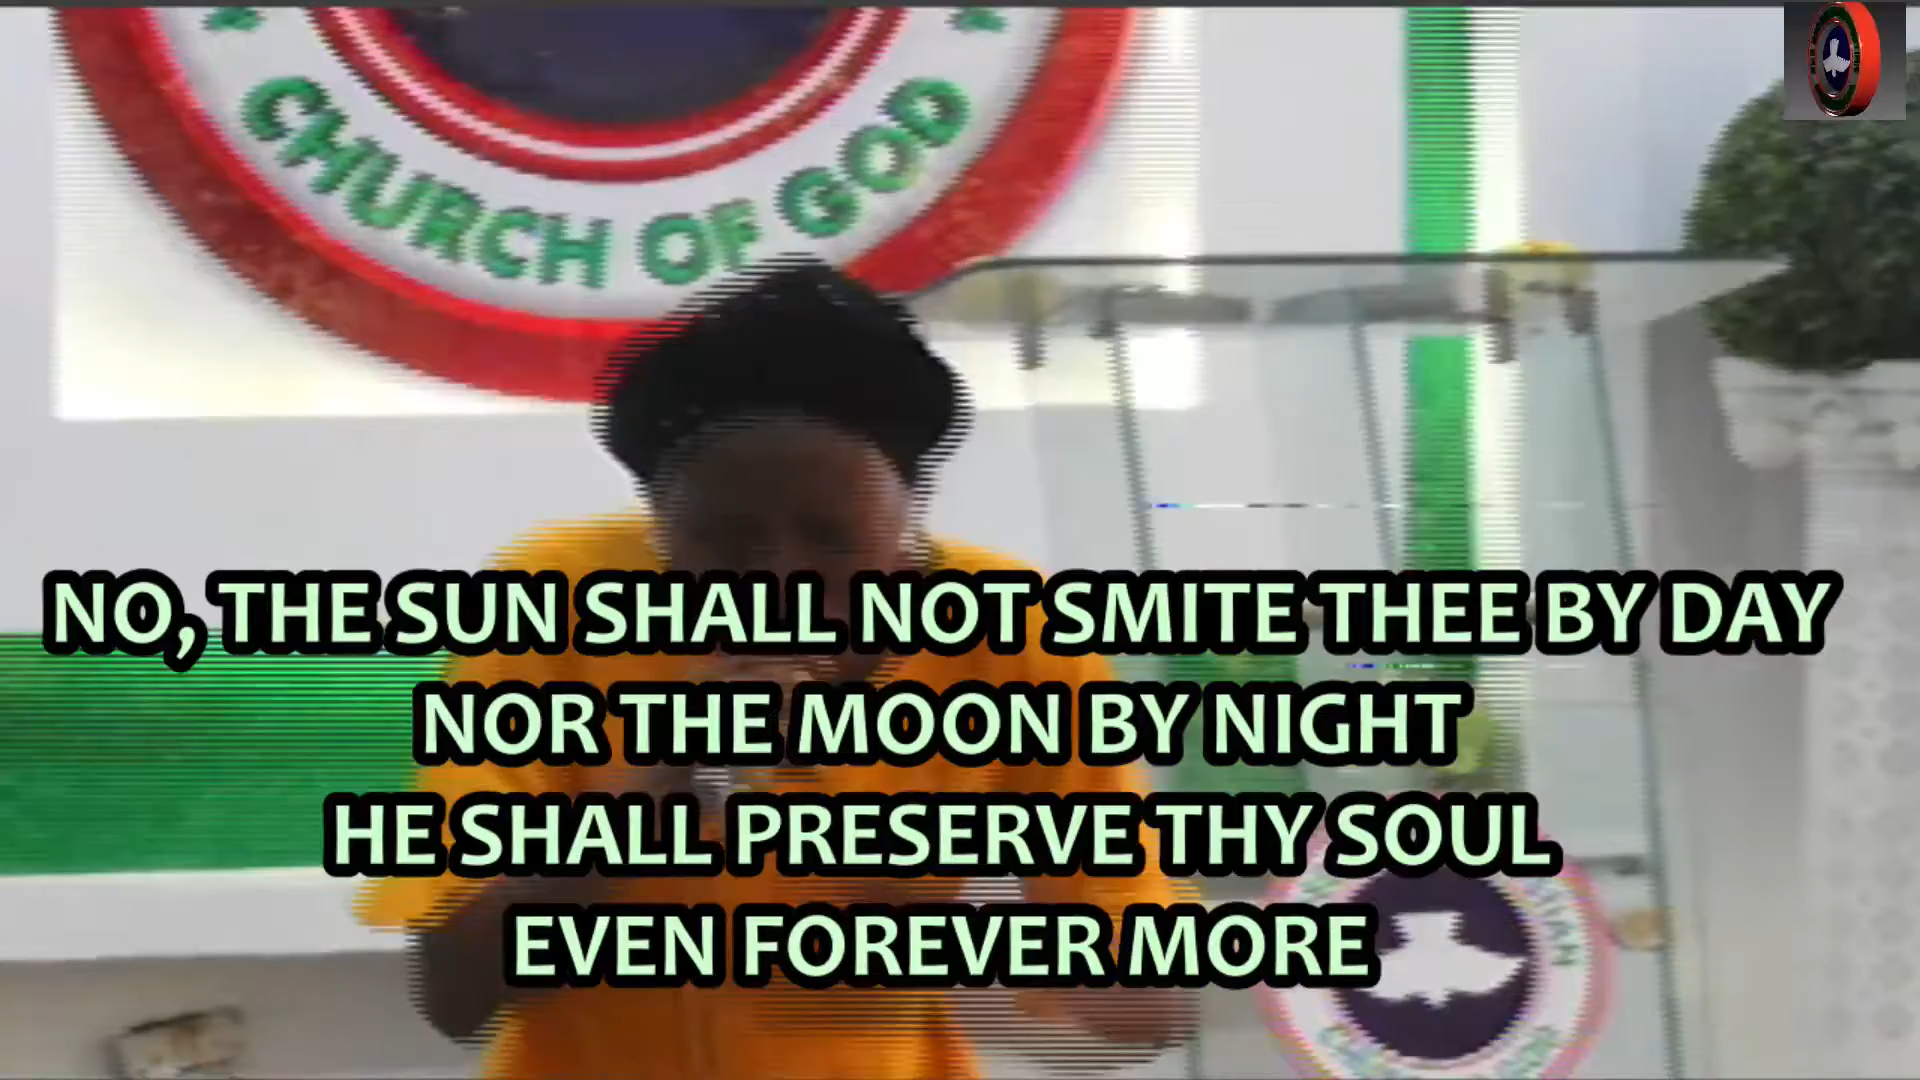 CHURCH OF GOD
NO, THE SUN SHALL NOT SMITE THEE BY DAY
NOR THE MOON BY NIGHT
HE SHALL PRESERVE THY SOUL
EVEN FOREVER MORE